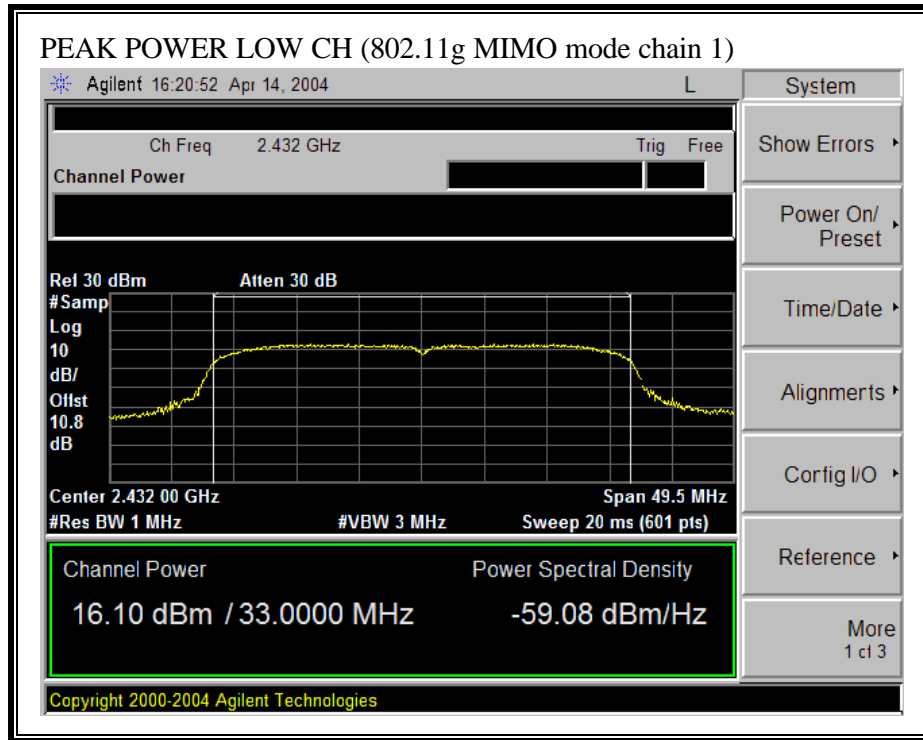 PEAK POWER LOW CH (802.11g MIMO mode chain 1)
Agilent 16:20:52 Apr 14, 2004 L
System
Ch Freq 2.432 GHz Trig Free
Show Errors
Channel Power
Power On/
Preset
Ref 30 dBm Atten 30 dB
#Samp
Time/Date
Log
10
dB/
Alignments
Offst
10.8
dB
Config I/O
Center 2.432 00 GHz Span 49.5 MHz
#Res BW 1 MHz #VBW 3 MHz Sweep 20 ms (601 pts)
Reference
Channel Power Power Spectral Density
16.10 dBm / 33.0000 MHz -59.08 dBm/Hz
More
1 of 3
Copyright 2000-2004 Agilent Technologies